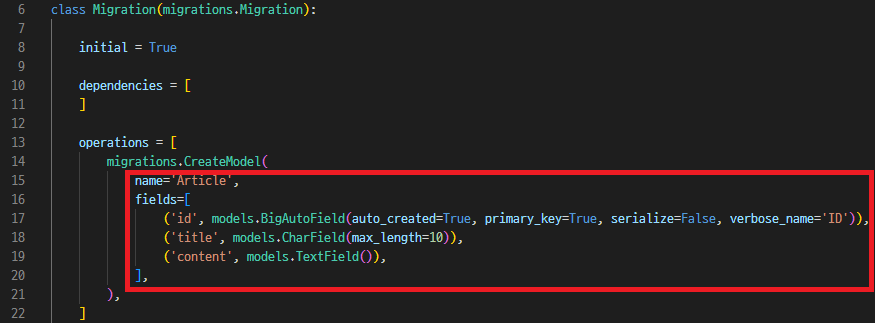 6 class Migration(migrations.Migration):
7
8     initial = True
9
10     dependencies = [
11     ]
12
13     operations = [
14         migrations.CreateModel(
15             name='Article',
16             fields=[
17                 ('id', models.BigAutoField(auto_created=True, primary_key=True, serialize=False, verbose_name='ID')),
18                 ('title', models.CharField(max_length=10)),
19                 ('content', models.TextField()),
20             ],
21         ),
22     ]